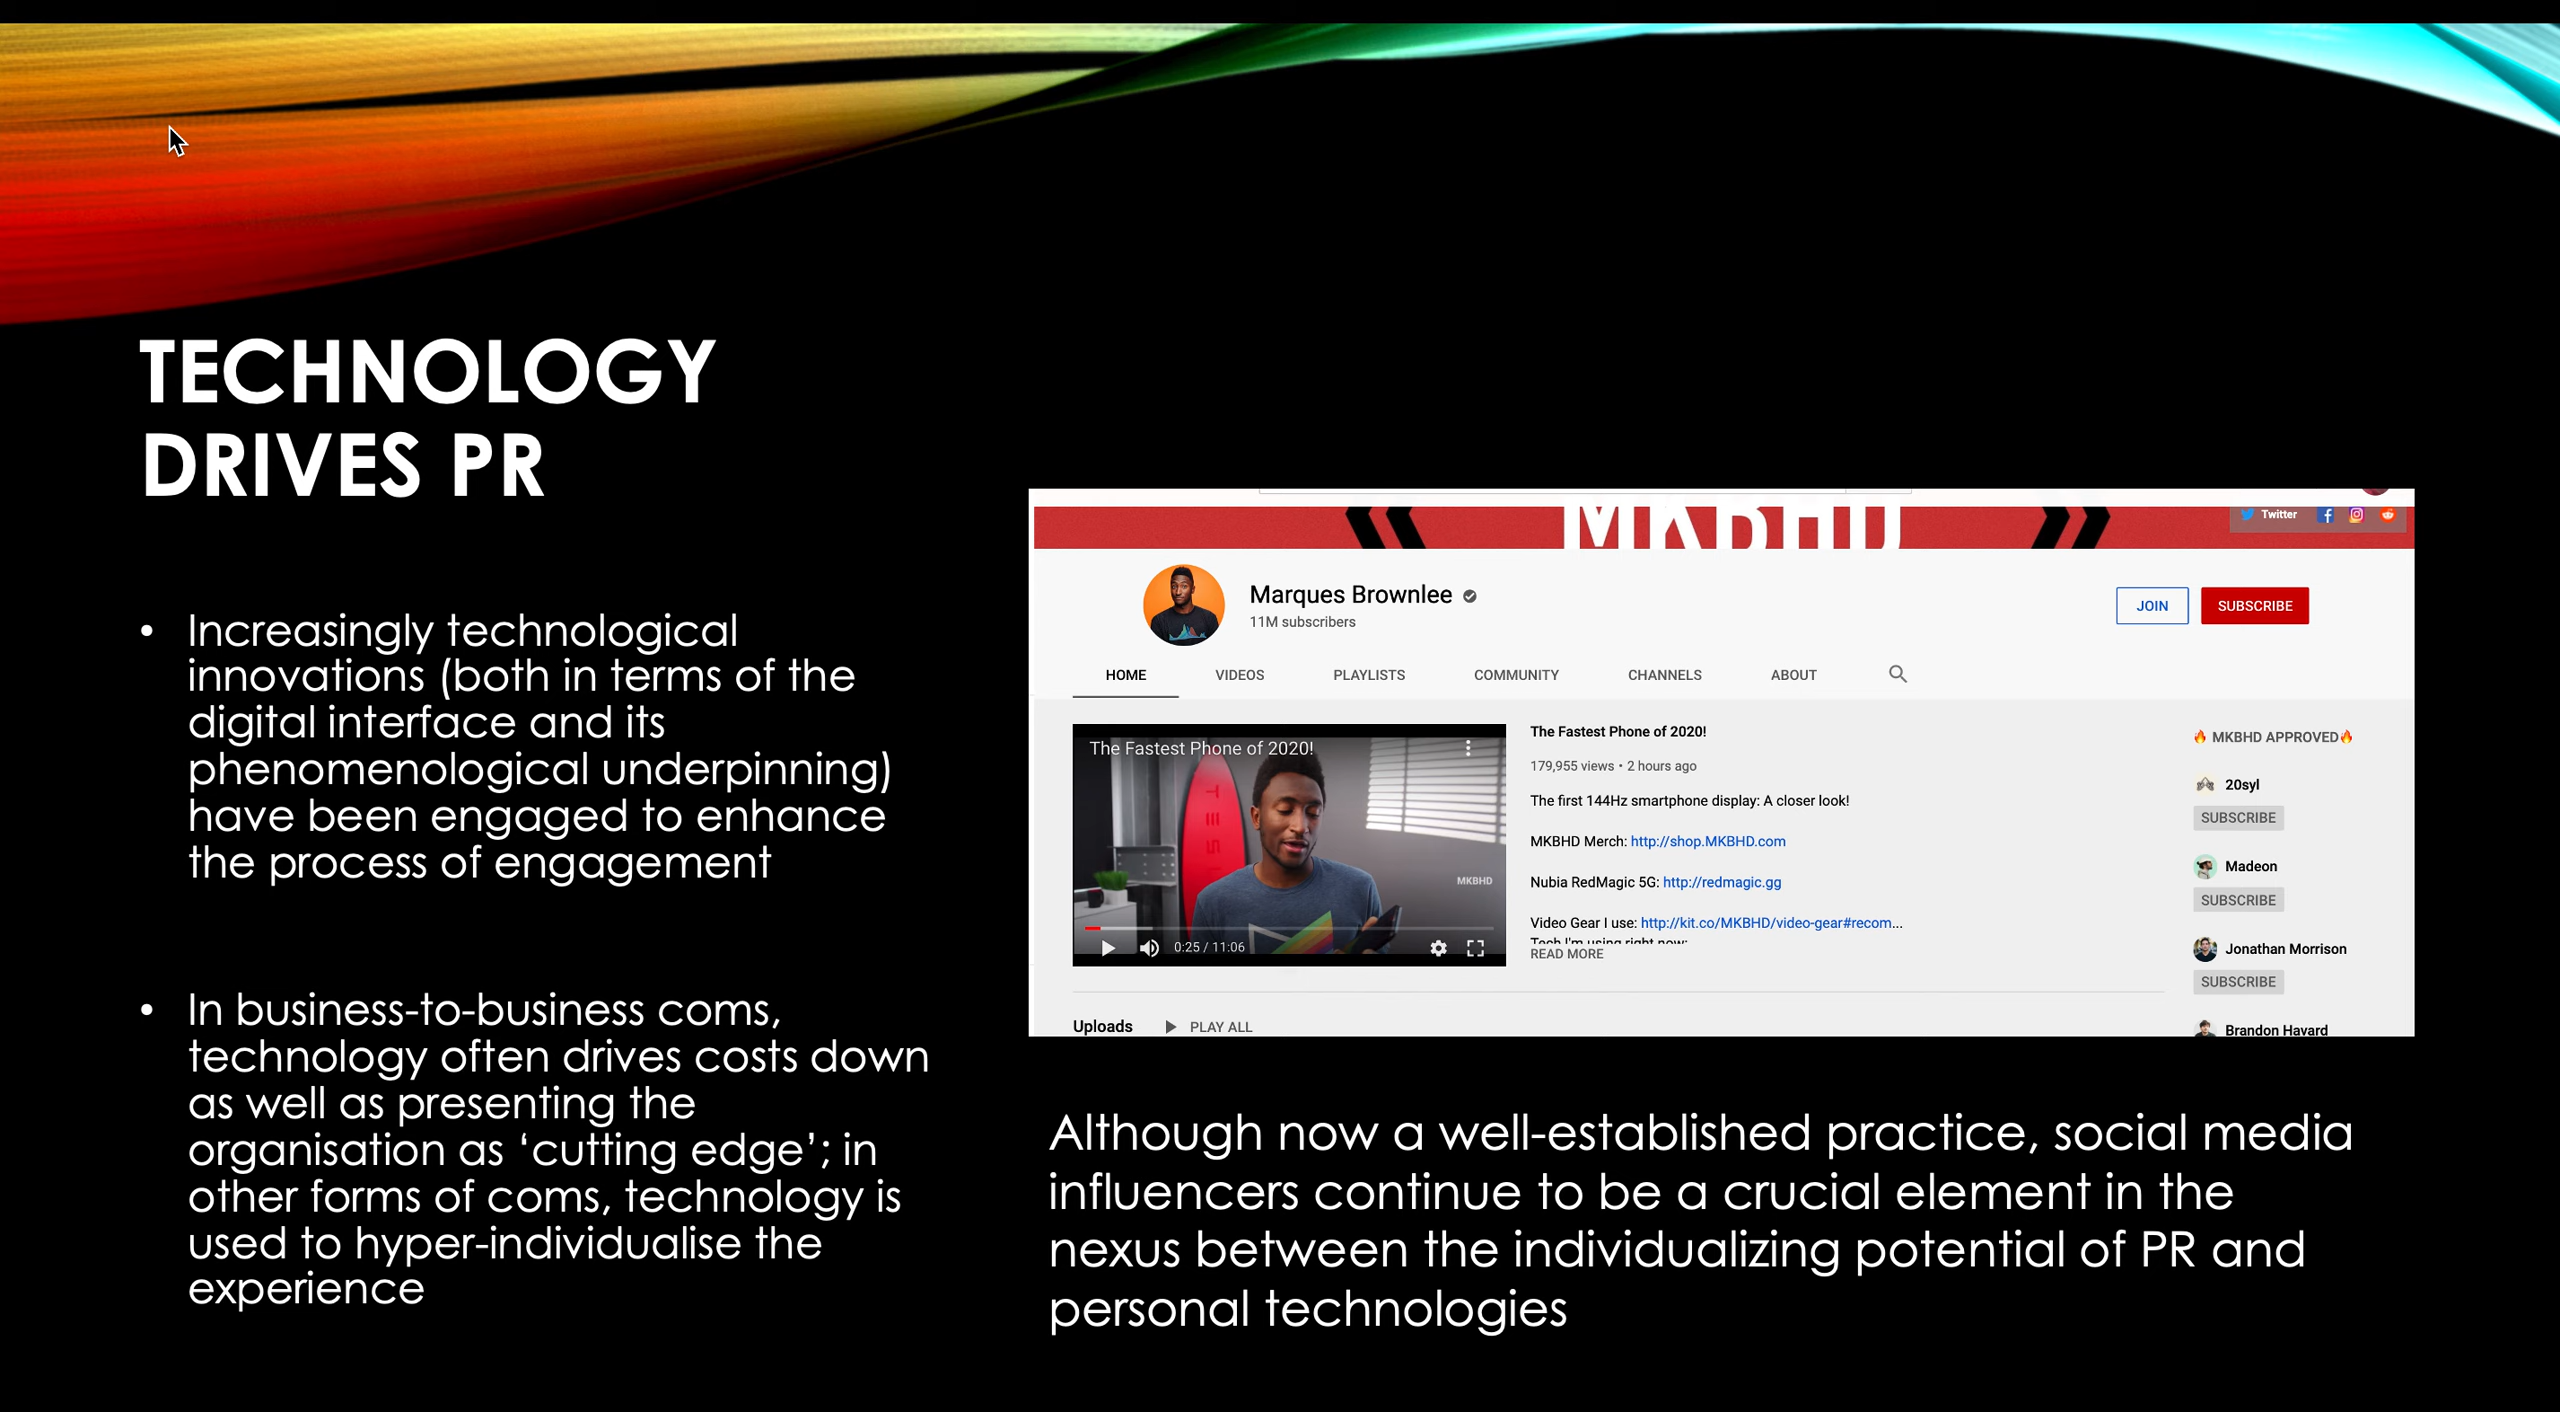 TECHNOLOGY
DRIVES PR
• Increasingly technological
innovations (both in terms of the
digital interface and its
phenomenological underpinning)
have been engaged to enhance
the process of engagement
• In business-to-business coms,
technology often drives costs down
as well as presenting the
organisation as ‘cutting edge’; in
other forms of coms, technology is
used to hyper-individualise the
experience
MKBHD
Twitter
Marques Brownlee
11M subscribers
JOIN
SUBSCRIBE
HOME VIDEOS PLAYLISTS COMMUNITY CHANNELS ABOUT
The Fastest Phone of 2020!
TESL
MKBHD
0:25 / 11:06
The Fastest Phone of 2020!
179,955 views • 2 hours ago
The first 144Hz smartphone display: A closer look!
MKBHD Merch: http://shop.MKBHD.com
Nubia RedMagic 5G: http://redmagic.gg
Video Gear I use: http://kit.co/MKBHD/video-gear#recom...
Tech I'm using right now:
READ MORE
🔥 MKBHD APPROVED🔥
20syl
SUBSCRIBE
Madeon
SUBSCRIBE
Jonathan Morrison
SUBSCRIBE
Brandon Havard
Uploads PLAY ALL
Although now a well-established practice, social media
influencers continue to be a crucial element in the
nexus between the individualizing potential of PR and
personal technologies